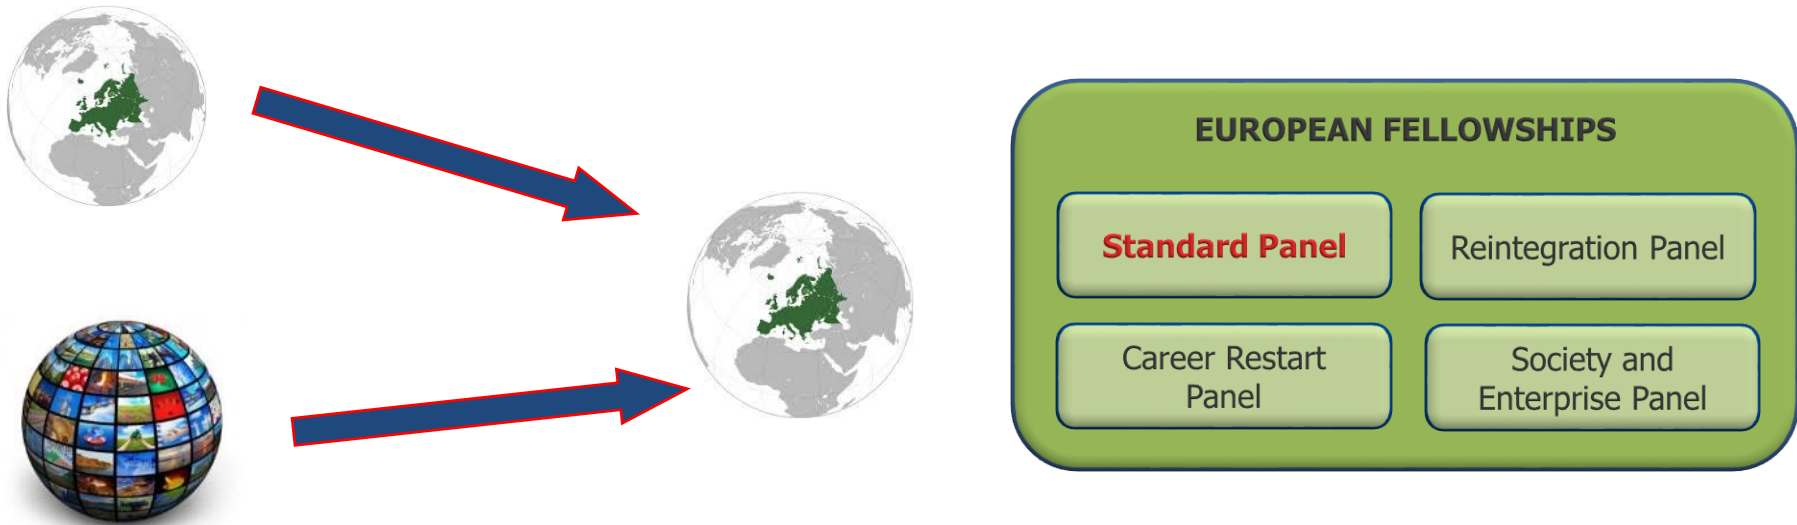 EUROPEAN FELLOWSHIPS
Standard Panel
Reintegration Panel
Career Restart
Panel
Society and
Enterprise Panel